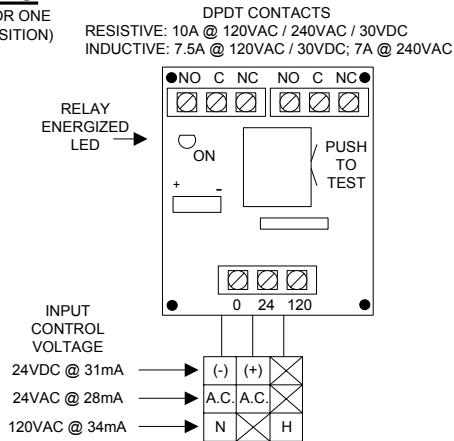 OR ONE
SITION)
DPDT CONTACTS
RESISTIVE: 10A @ 120VAC / 240VAC / 30VDC
INDUCTIVE: 7.5A @ 120VAC / 30VDC; 7A @ 240VAC
NO C NC NO C NC
RELAY
ENERGIZED
LED
ON
PUSH
TO
TEST
+ -
0 24 120
INPUT
CONTROL
VOLTAGE
24VDC @ 31mA (-) (+)
24VAC @ 28mA A.C. A.C.
120VAC @ 34mA N H